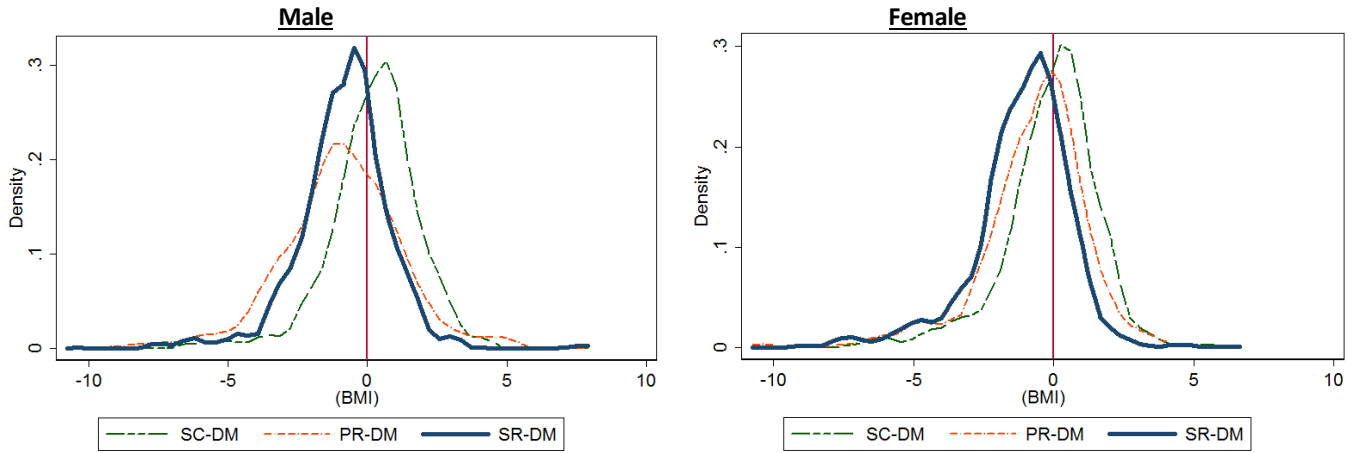 Male
Density
.3
.2
.1
0
-10 -5 0 5 10
(BMI)
SC-DM PR-DM SR-DM
Female
Density
.3
.2
.1
0
-10 -5 0 5 10
(BMI)
SC-DM PR-DM SR-DM